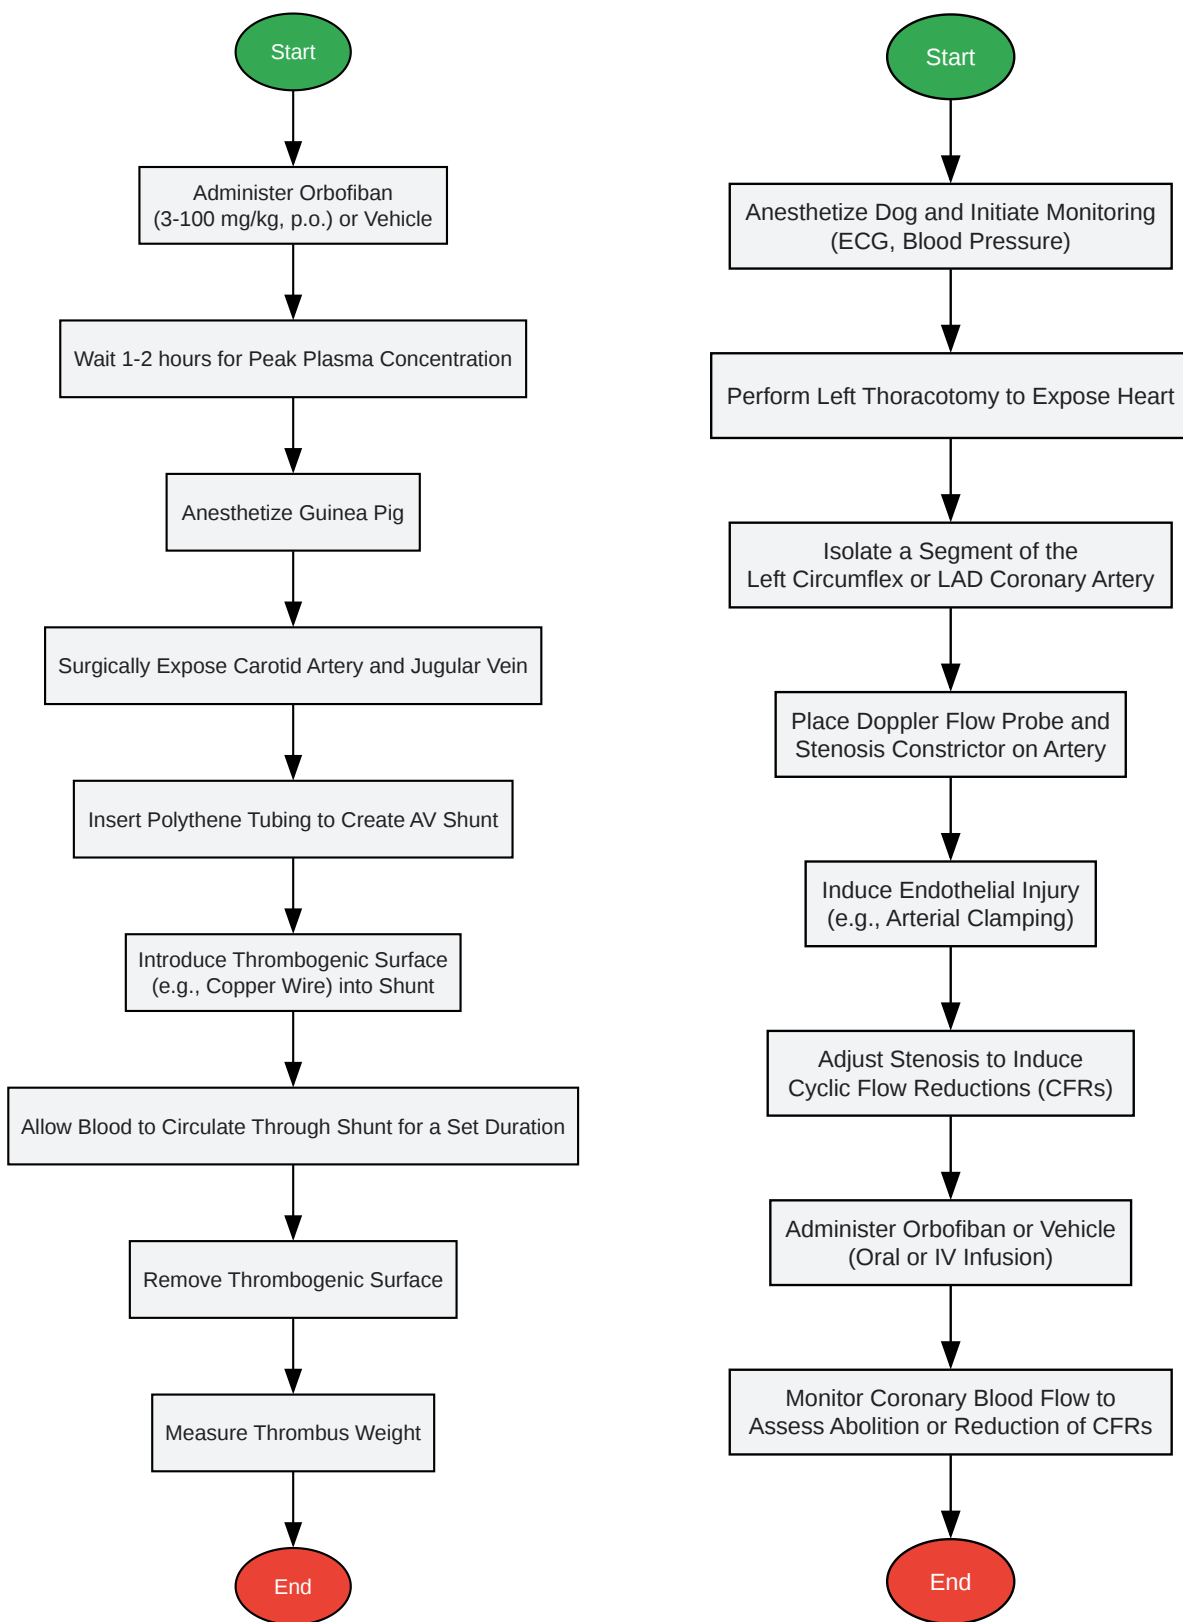 Start
Administer Orbofiban
(3-100 mg/kg, p.o.) or Vehicle
Wait 1-2 hours for Peak Plasma Concentration
Anesthetize Guinea Pig
Surgically Expose Carotid Artery and Jugular Vein
Insert Polythene Tubing to Create AV Shunt
Introduce Thrombogenic Surface
(e.g., Copper Wire) into Shunt
Allow Blood to Circulate Through Shunt for a Set Duration
Remove Thrombogenic Surface
Measure Thrombus Weight
End
Start
Anesthetize Dog and Initiate Monitoring
(ECG, Blood Pressure)
Perform Left Thoracotomy to Expose Heart
Isolate a Segment of the
Left Circumflex or LAD Coronary Artery
Place Doppler Flow Probe and
Stenosis Constrictor on Artery
Induce Endothelial Injury
(e.g., Arterial Clamping)
Adjust Stenosis to Induce
Cyclic Flow Reductions (CFRs)
Administer Orbofiban or Vehicle
(Oral or IV Infusion)
Monitor Coronary Blood Flow to
Assess Abolition or Reduction of CFRs
End